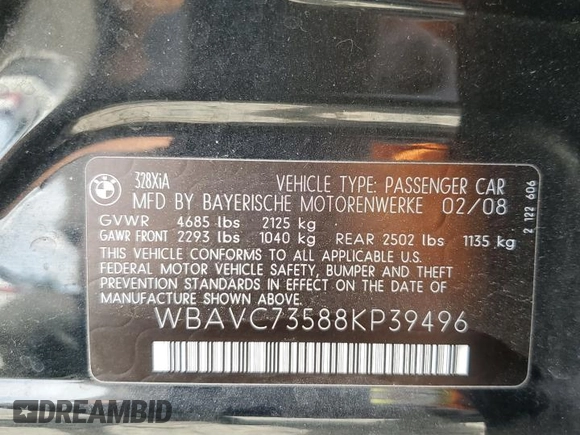 BMW
328XiA
VEHICLE TYPE: PASSENGER CAR
MFD BY BAYERISCHE MOTORENWERKE 02/08
GVWR 4685 lbs 2125 kg
GAWR FRONT 2293 lbs 1040 kg REAR 2502 lbs 1135 kg
THIS VEHICLE CONFORMS TO ALL APPLICABLE U.S.
FEDERAL MOTOR VEHICLE SAFETY, BUMPER AND THEFT
PREVENTION STANDARDS IN EFFECT ON THE DATE
OF MANUFACTURE SHOWN ABOVE.
WBAVC73588KP39496
2 122 606
DREAMBID